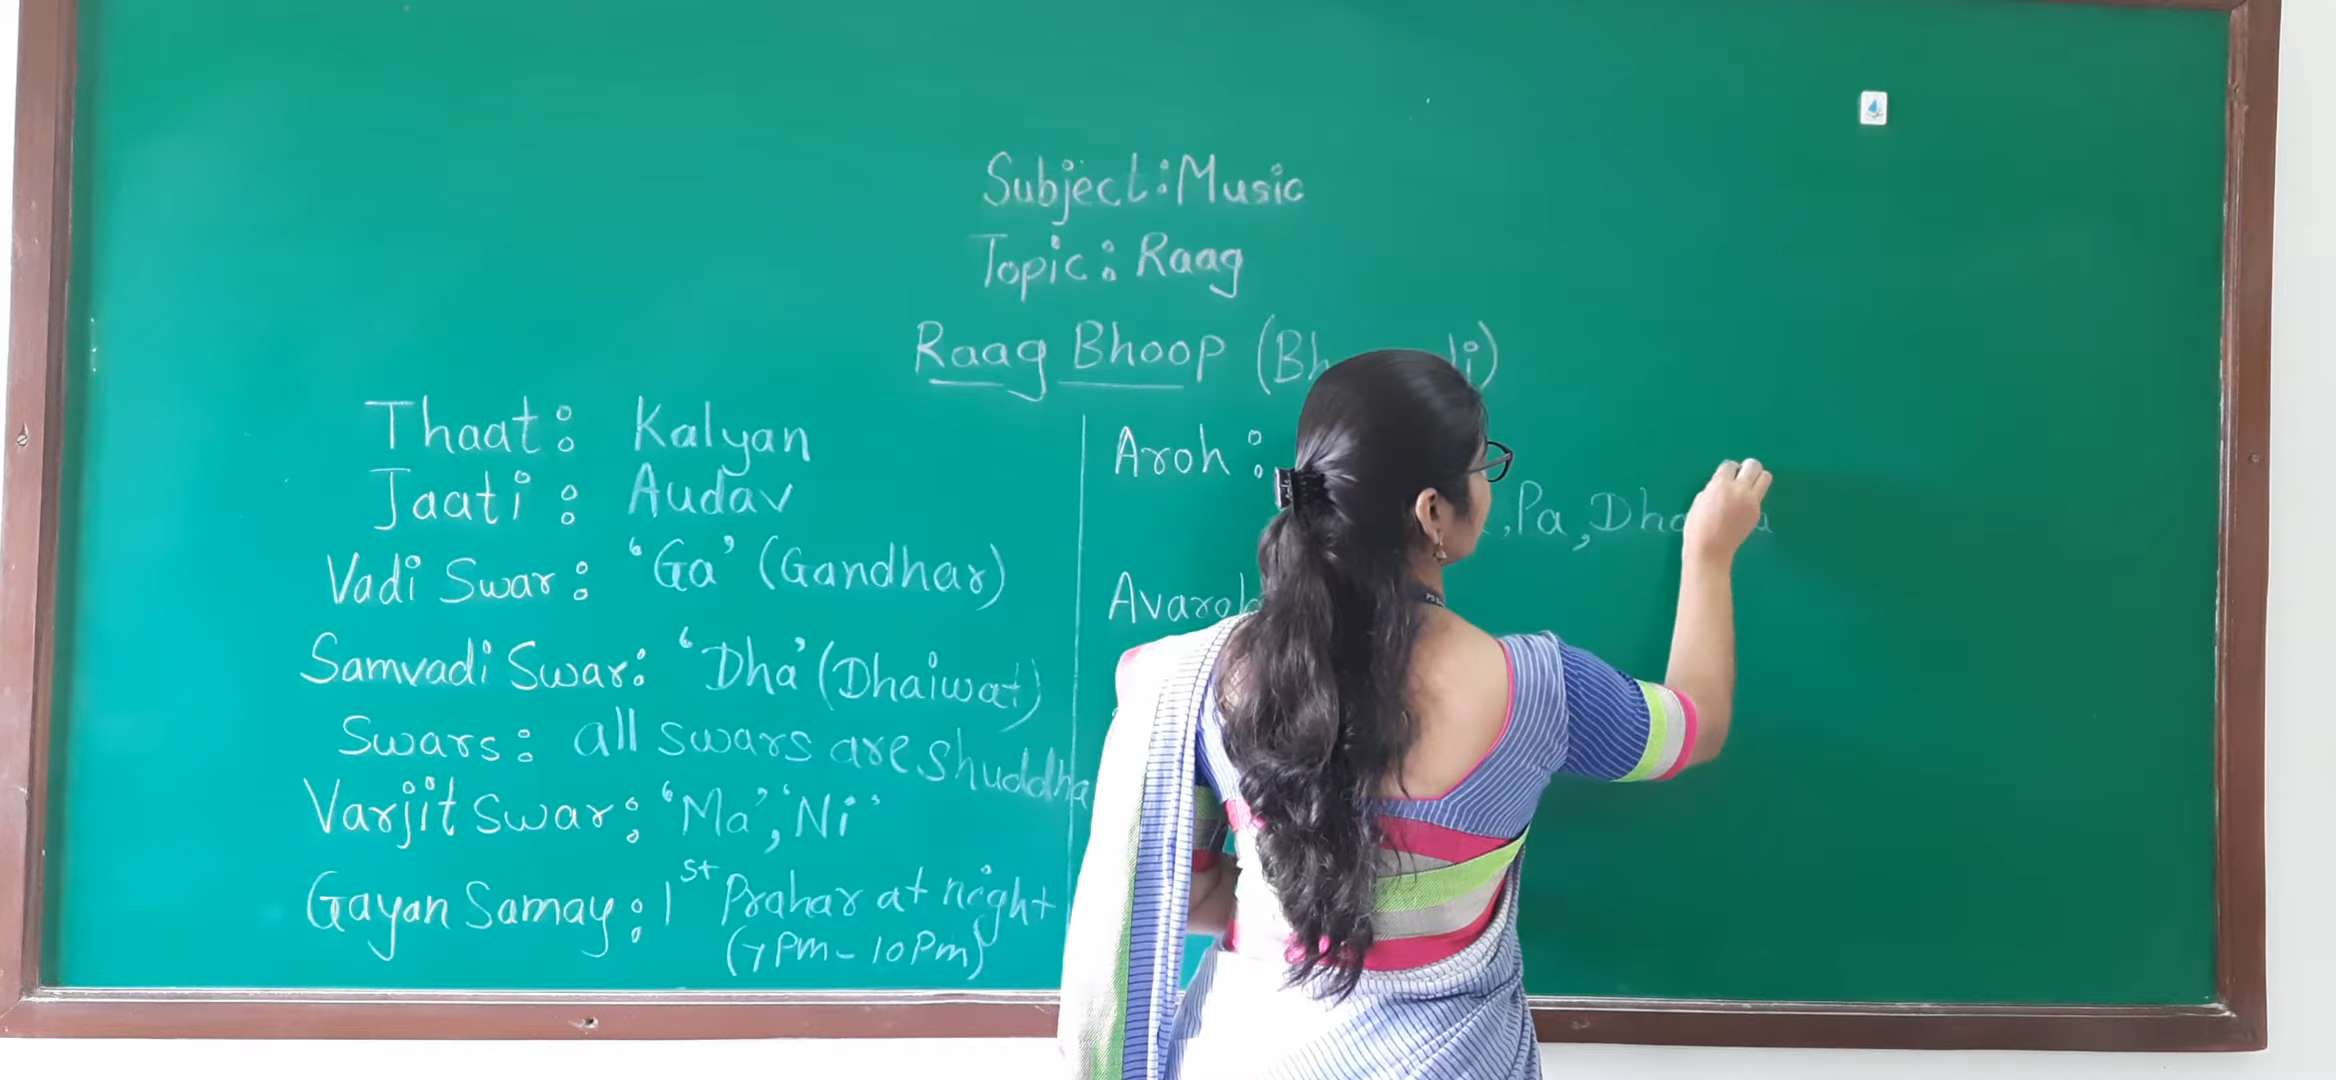 Subject: Music
Topic: Raag
Raag Bhoop
Thaat: Kalyan
Jaati: Audav
Vadi Swar: 'Ga' (Gandhar)
Samvadi Swar: 'Dha' (Dhaiwat)
Swars: all swars are shuddha
Varjit Swar: 'Ma', 'Ni'
Gayan Samay: 1st Prahar at night
(7PM-10PM)
Aroh:
,Pa,